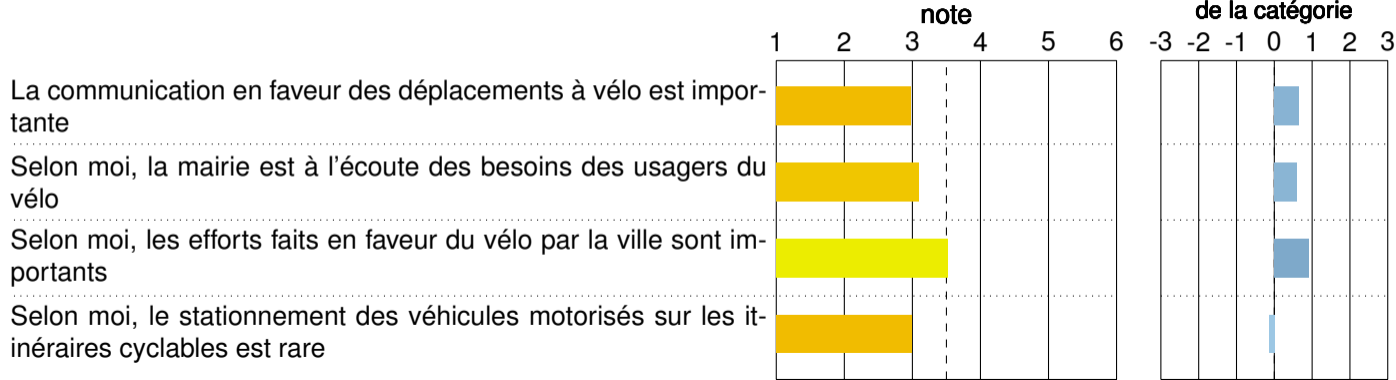 note
de la catégorie
1 2 3 4 5 6
-3 -2 -1 0 1 2 3
La communication en faveur des déplacements à vélo est impor-
tante
Selon moi, la mairie est à l'écoute des besoins des usagers du
vélo
Selon moi, les efforts faits en faveur du vélo par la ville sont im-
portants
Selon moi, le stationnement des véhicules motorisés sur les it-
inéraires cyclables est rare